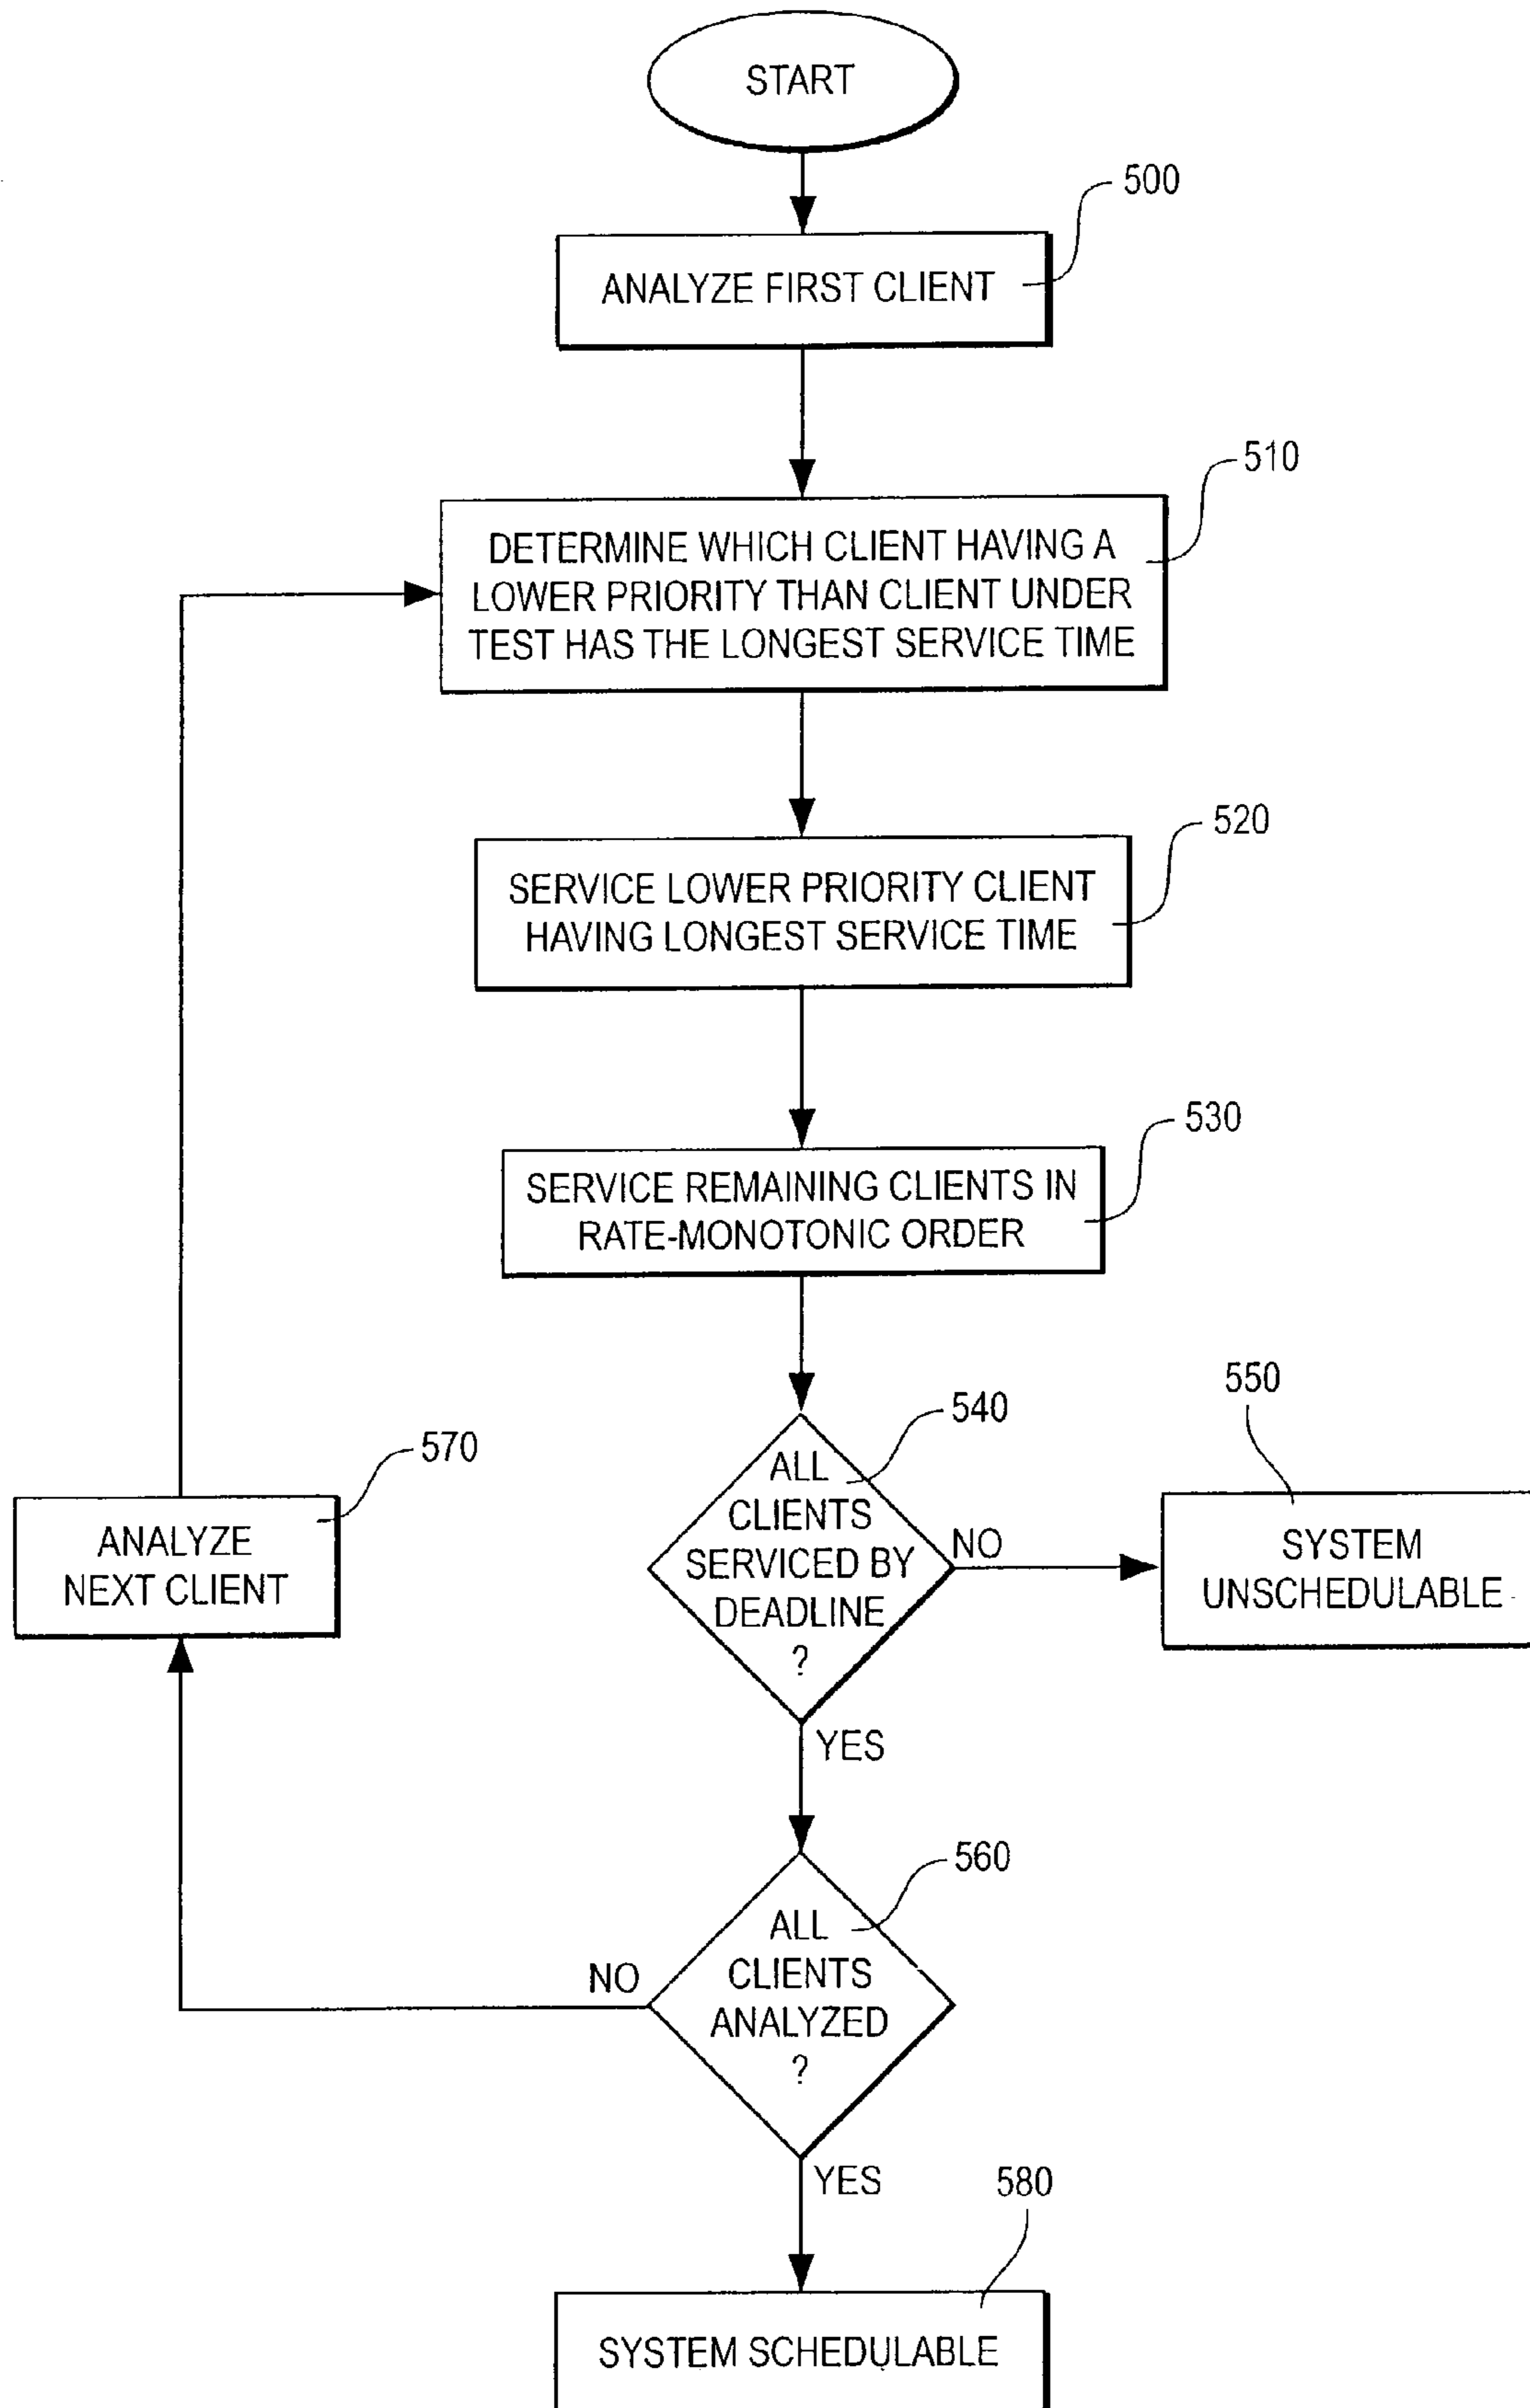 START
500
ANALYZE FIRST CLIENT
510
DETERMINE WHICH CLIENT HAVING A
LOWER PRIORITY THAN CLIENT UNDER
TEST HAS THE LONGEST SERVICE TIME
520
SERVICE LOWER PRIORITY CLIENT
HAVING LONGEST SERVICE TIME
530
SERVICE REMAINING CLIENTS IN
RATE-MONOTONIC ORDER
540
ALL
CLIENTS
SERVICED BY
DEADLINE
?
NO
550
SYSTEM
UNSCHEDULABLE
570
ANALYZE
NEXT CLIENT
YES
560
ALL
CLIENTS
ANALYZED
?
NO
YES
580
SYSTEM SCHEDULABLE